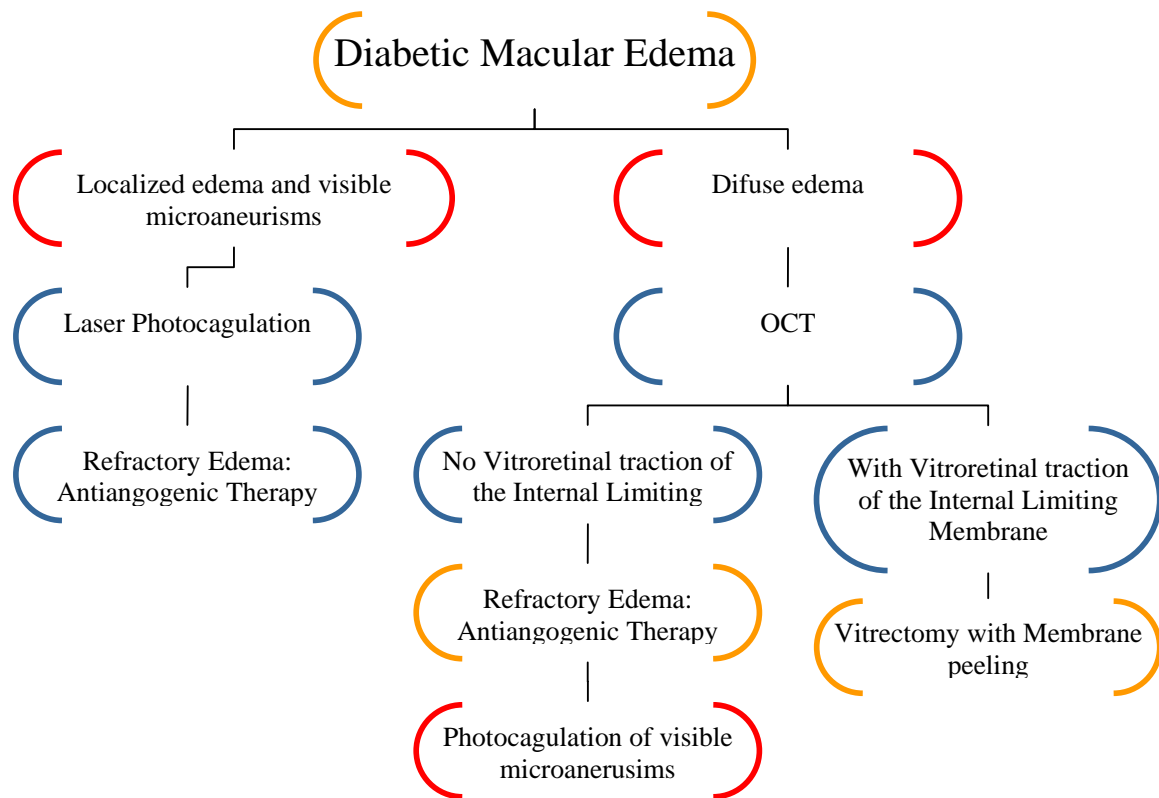 Diabetic Macular Edema
Localized edema and visible
microaneurisms
Difuse edema
Laser Photocagulation
OCT
Refractory Edema:
Antiangogenic Therapy
No Vitroretinal traction of
the Internal Limiting
With Vitroretinal traction
of the Internal Limiting
Membrane
Refractory Edema:
Antiangogenic Therapy
Vitrectomy with Membrane
peeling
Photocagulation of visible
microanerusims